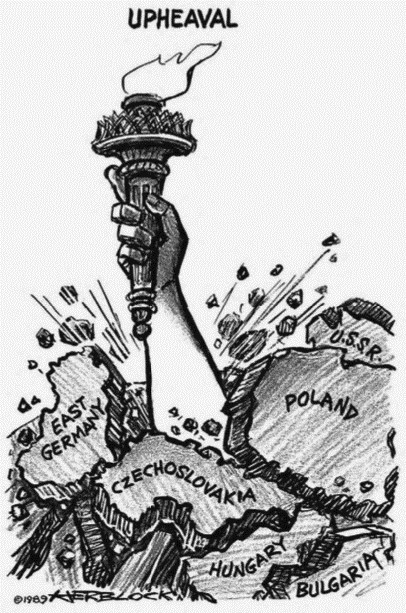 UPHEAVAL
U.S.S.R.
EAST
GERMANY
POLAND
CZECHOSLOVAKIA
HUNGARY
BULGARIA
©1989 HERBLOCK